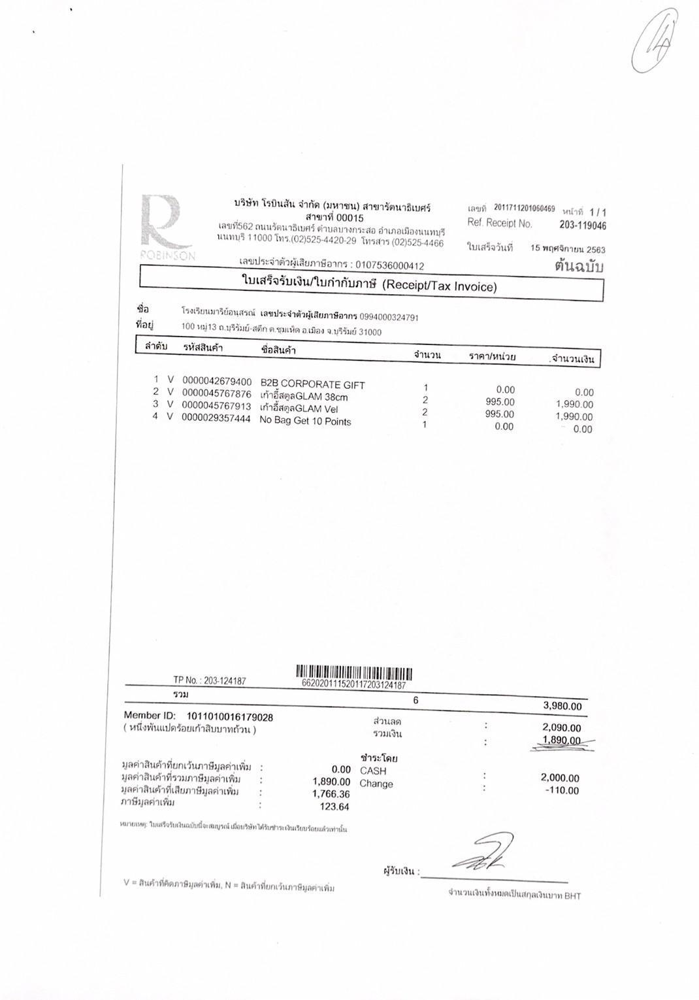 14
R
ROBINSON
บริษัท โรบินสัน จำกัด (มหาชน) สาขารัตนาธิเบศร์
สาขาที่ 00015
เลขที่562 ถนนรัตนาธิเบศร์ ตำบลบางกระสอ อำเภอเมืองนนทบุรี
นนทบุรี 11000 โทร.(02)525-4420-29 โทรสาร (02)525-4466
เลขประจำตัวผู้เสียภาษีอากร : 0107536000412
เลขที่ 2011711201060469 หน้าที่ 1 / 1
Ref. Receipt No. 203-119046
ใบเสร็จวันที่ 15 พฤศจิกายน 2563
ต้นฉบับ
ใบเสร็จรับเงิน/ใบกำกับภาษี (Receipt/Tax Invoice)
ชื่อ โรงเรียนมารีย์อนุสรณ์ เลขประจำตัวผู้เสียภาษีอากร 0994000324791
ที่อยู่ 100 หมู่13 ถ.บุรีรัมย์-สตึก ต.ชุมเห็ด อ.เมือง จ.บุรีรัมย์ 31000
ลำดับ รหัสสินค้า ชื่อสินค้า จำนวน ราคา/หน่วย จำนวนเงิน
1 V 0000042679400 B2B CORPORATE GIFT 1 0.00 0.00
2 V 0000045767876 เก้าอี้สตูลGLAM 38cm 2 995.00 1,990.00
3 V 0000045767913 เก้าอี้สตูลGLAM Vel 2 995.00 1,990.00
4 V 0000029357444 No Bag Get 10 Points 1 0.00 0.00
TP No. : 203-124187 6620201115201172​03124187
รวม 6 3,980.00
Member ID: 1011010016179028 ส่วนลด : 2,090.00
( หนึ่งพันแปดร้อยเก้าสิบบาทถ้วน ) รวมเงิน : 1,890.00
ชำระโดย
มูลค่าสินค้าที่ยกเว้นภาษีมูลค่าเพิ่ม : 0.00 CASH : 2,000.00
มูลค่าสินค้าที่รวมภาษีมูลค่าเพิ่ม : 1,890.00 Change : -110.00
มูลค่าสินค้าที่เสียภาษีมูลค่าเพิ่ม : 1,766.36
ภาษีมูลค่าเพิ่ม : 123.64
หมายเหตุ: ใบเสร็จรับเงินฉบับนี้จะสมบูรณ์ เมื่อบริษัทได้รับชำระเงินเรียบร้อยแล้วเท่านั้น
ผู้รับเงิน :
V = สินค้าที่คิดภาษีมูลค่าเพิ่ม, N = สินค้าที่ยกเว้นภาษีมูลค่าเพิ่ม
จำนวนเงินทั้งหมดเป็นสกุลเงินบาท BHT